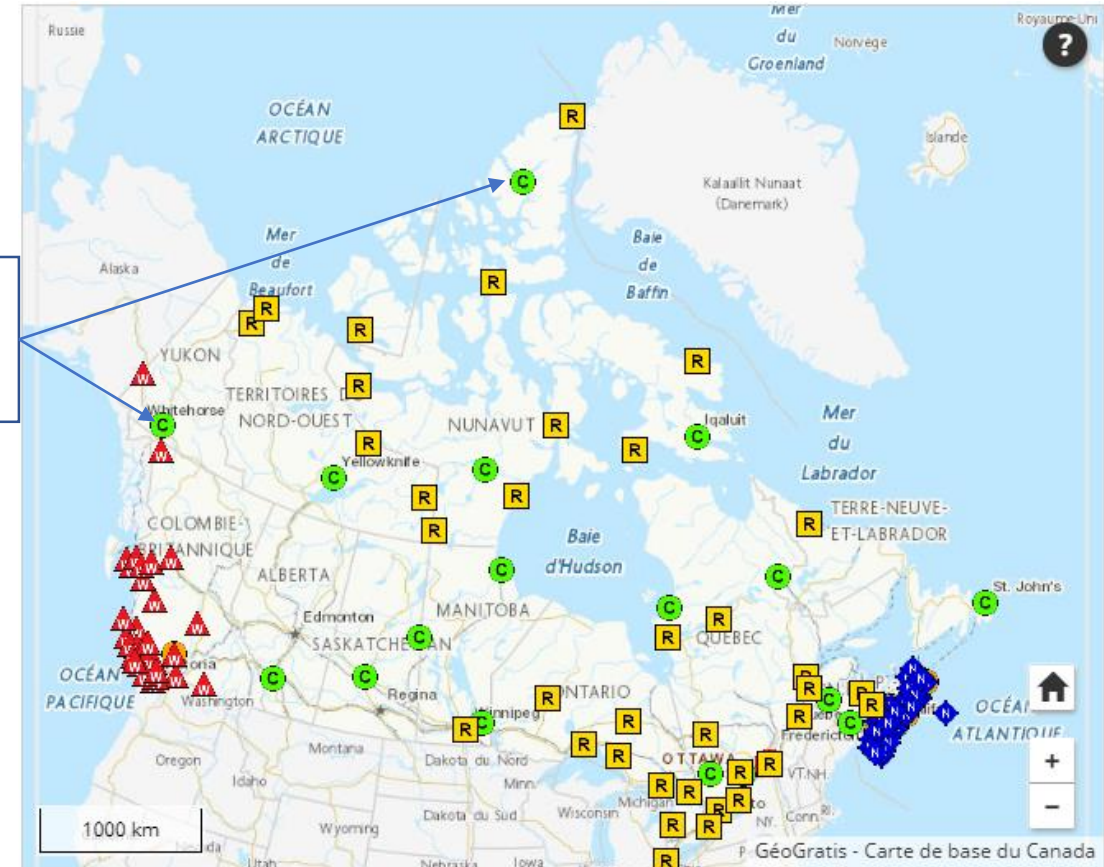 Russie
Mer
du
Groenland
Norvège
Royaume-Uni
?
OCÉAN
ARCTIQUE
R
Islande
C
Kalaallit Nunaat
(Danemark)
Mer
de
Beaufort
Baie
de
Baffin
Alaska
R
R
R
R
YUKON
R
W
R
TERRITOIRES
NORD-OUEST
Whitehorse
C
W
NUNAVUT
R
Iqaluit
C
Mer
du
Labrador
R
R
Yellowknife
C
C
R
R
R
COLOMBIE-
BRITANNIQUE
Baie
d'Hudson
R
TERRE-NEUVE-
ET-LABRADOR
ALBERTA
C
C
St. John's
C
MANITOBA
C
R
R
QUÉBEC
Edmonton
SASKATCHEWAN
C
OCÉAN
PACIFIQUE
Washington
C
C
Regina
R
ONTARIO
Winnipeg
C
R
R
R
R
R
OTTAWA
C
R
R
R
R
C
R
R
C
Fredericton
N
OCÉAN
ATLANTIQUE
Oregon
Montana
Dakota du Nord
Minn.
Idaho
Wyoming
Dakota du Sud
Wisconsin
Michigan
R
R
R
R
R
R
R
VT.
N.H.
NY.
Conn.
RI.
Utah
Nebraska
Iowa
1000 km
+
−
GéoGratis - Carte de base du Canada